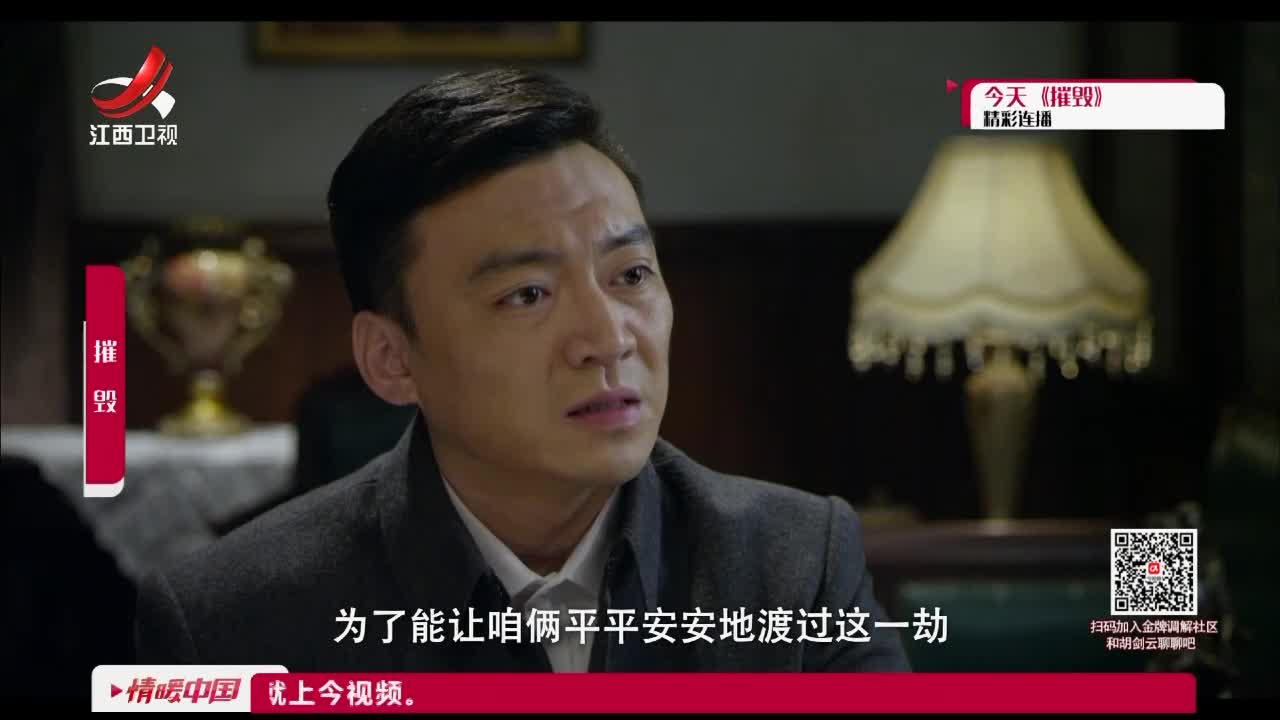 江西卫视
今天《摧毁》
精彩连播
摧毁
为了能让咱俩平平安安地渡过这一劫
扫码加入金牌调解社区
和胡剑云聊聊吧
情暖中国
就上今视频。